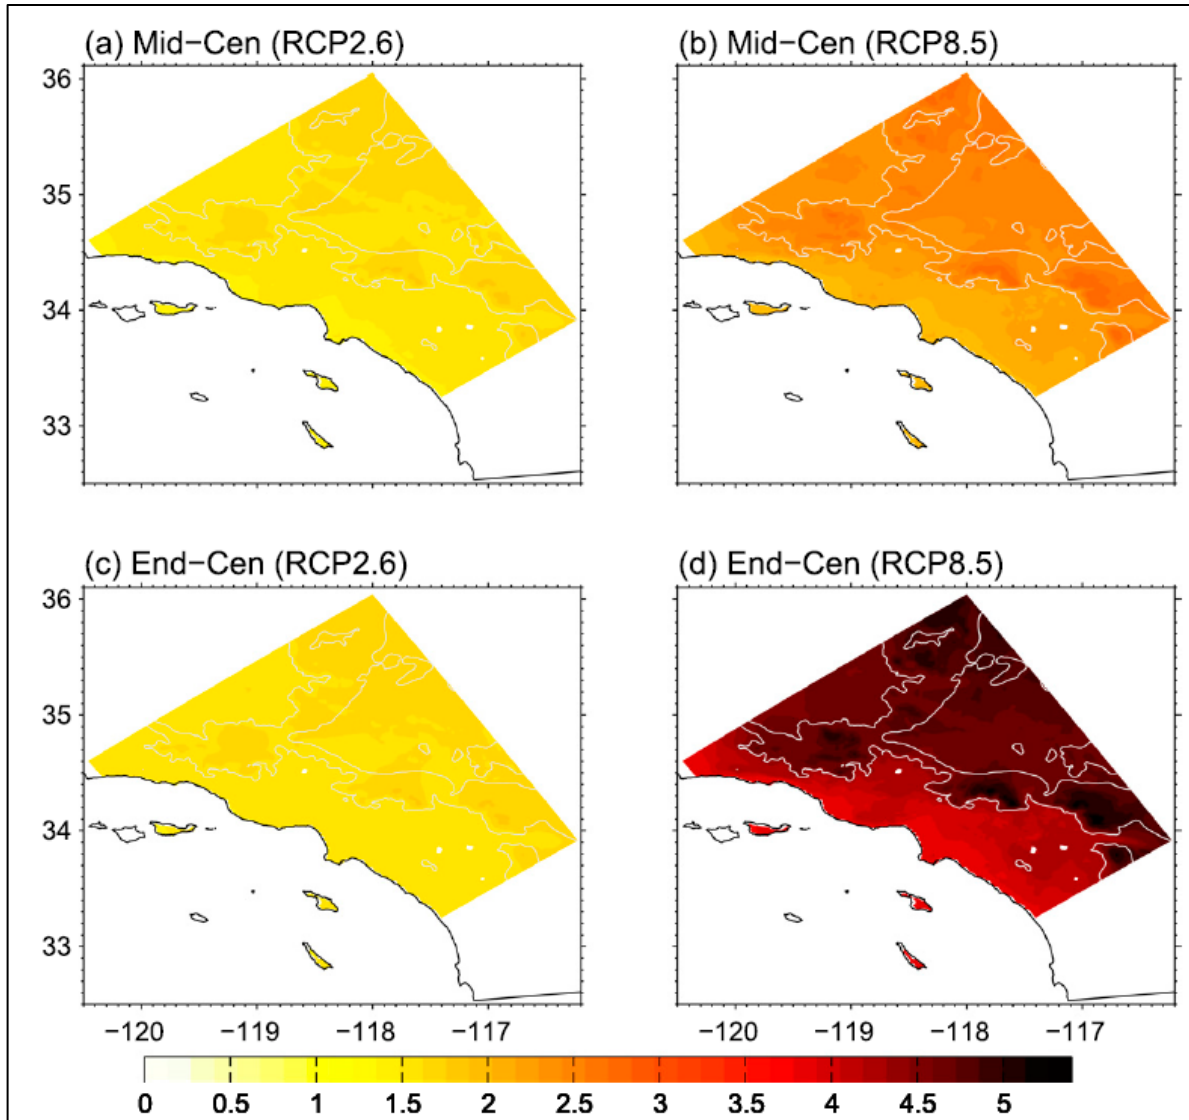 (a) Mid−Cen (RCP2.6)
(b) Mid−Cen (RCP8.5)
36
35
34
33
(c) End−Cen (RCP2.6)
(d) End−Cen (RCP8.5)
36
35
34
33
−120 −119 −118 −117
−120 −119 −118 −117
0 0.5 1 1.5 2 2.5 3 3.5 4 4.5 5